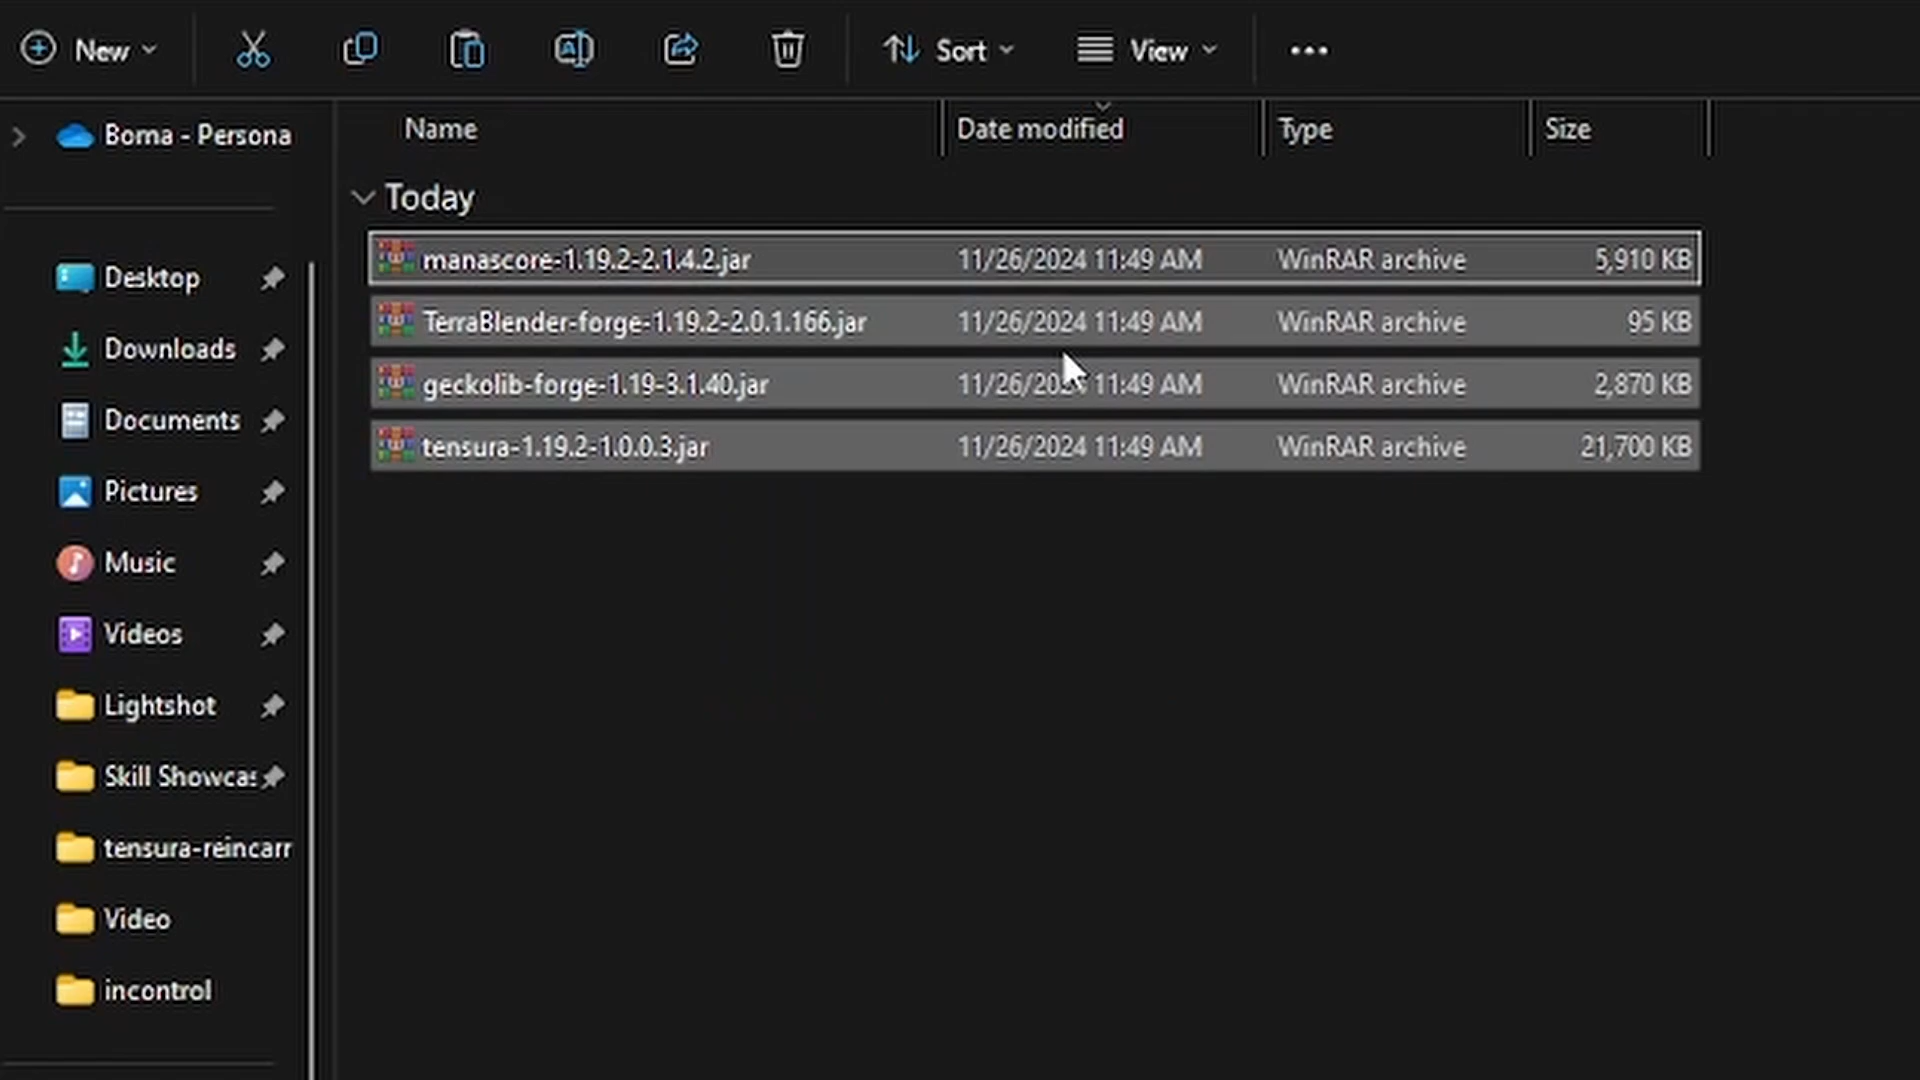 New
Sort
View
Borna - Persona
Name
Date modified
Type
Size
Today
manascore-1.19.2-2.1.4.2.jar 11/26/2024 11:49 AM WinRAR archive 5,910 KB
TerraBlender-forge-1.19.2-2.0.1.166.jar 11/26/2024 11:49 AM WinRAR archive 95 KB
geckolib-forge-1.19-3.1.40.jar 11/26/2024 11:49 AM WinRAR archive 2,870 KB
tensura-1.19.2-1.0.0.3.jar 11/26/2024 11:49 AM WinRAR archive 21,700 KB
Desktop
Downloads
Documents
Pictures
Music
Videos
Lightshot
Skill Showcas
tensura-reincarr
Video
incontrol